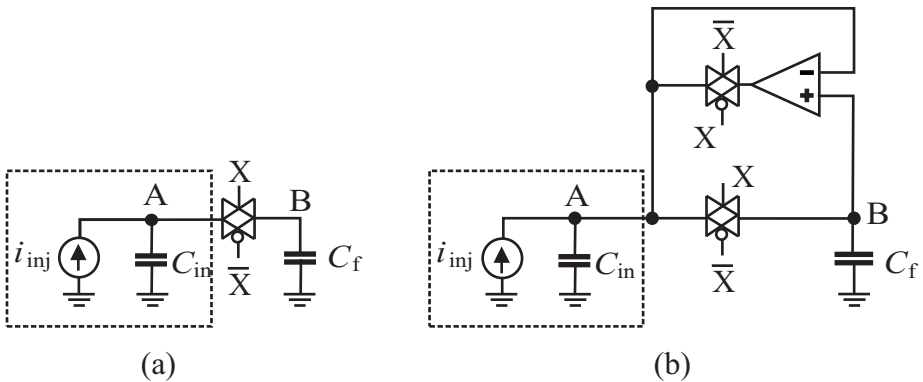 X̅
X
X
A
B
i_inj
C_in
C_f
X̅
(a)
X
A
B
i_inj
C_in
C_f
X̅
(b)
-
+